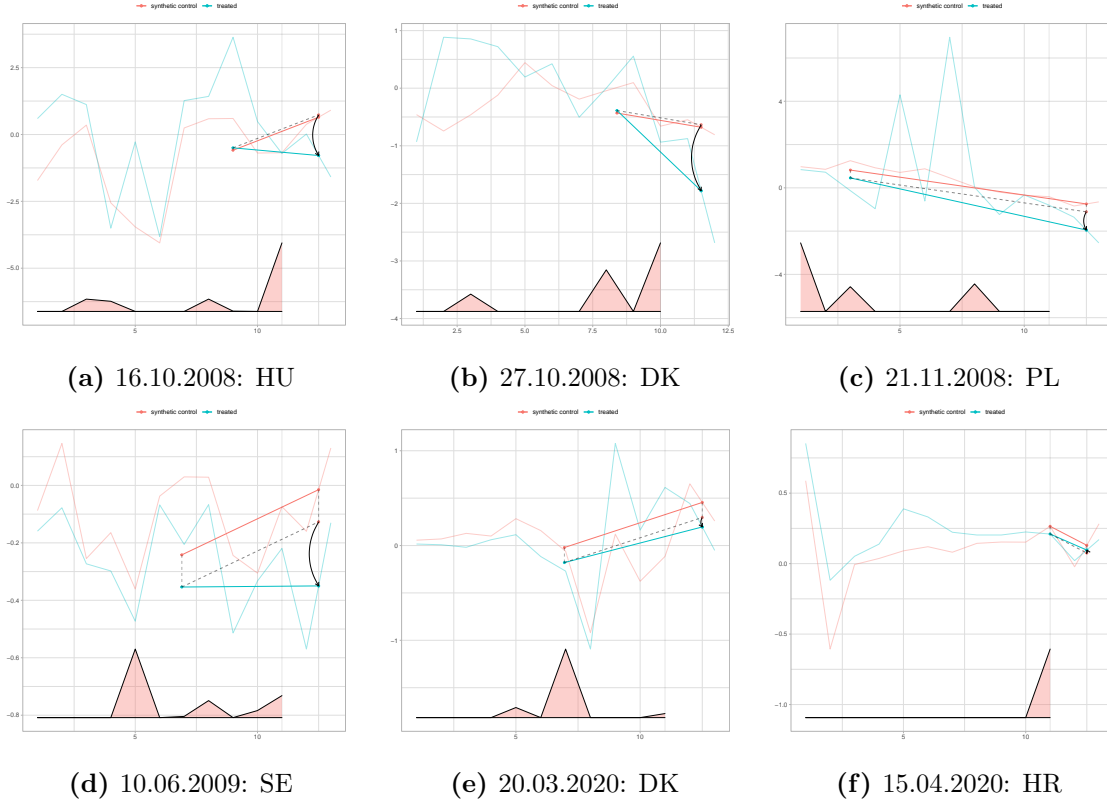 synthetic control treated
synthetic control treated
synthetic control treated
2.5
0.0
−2.5
−5.0
5 10
1
0
−1
−2
−3
−4
2.5 5.0 7.5 10.0 12.5
4
0
−4
5 10
(a) 16.10.2008: HU
(b) 27.10.2008: DK
(c) 21.11.2008: PL
synthetic control treated
synthetic control treated
synthetic control treated
0.0
−0.2
−0.4
−0.6
−0.8
5 10
1
0
−1
5 10
0.5
0.0
−0.5
−1.0
5 10
(d) 10.06.2009: SE
(e) 20.03.2020: DK
(f) 15.04.2020: HR